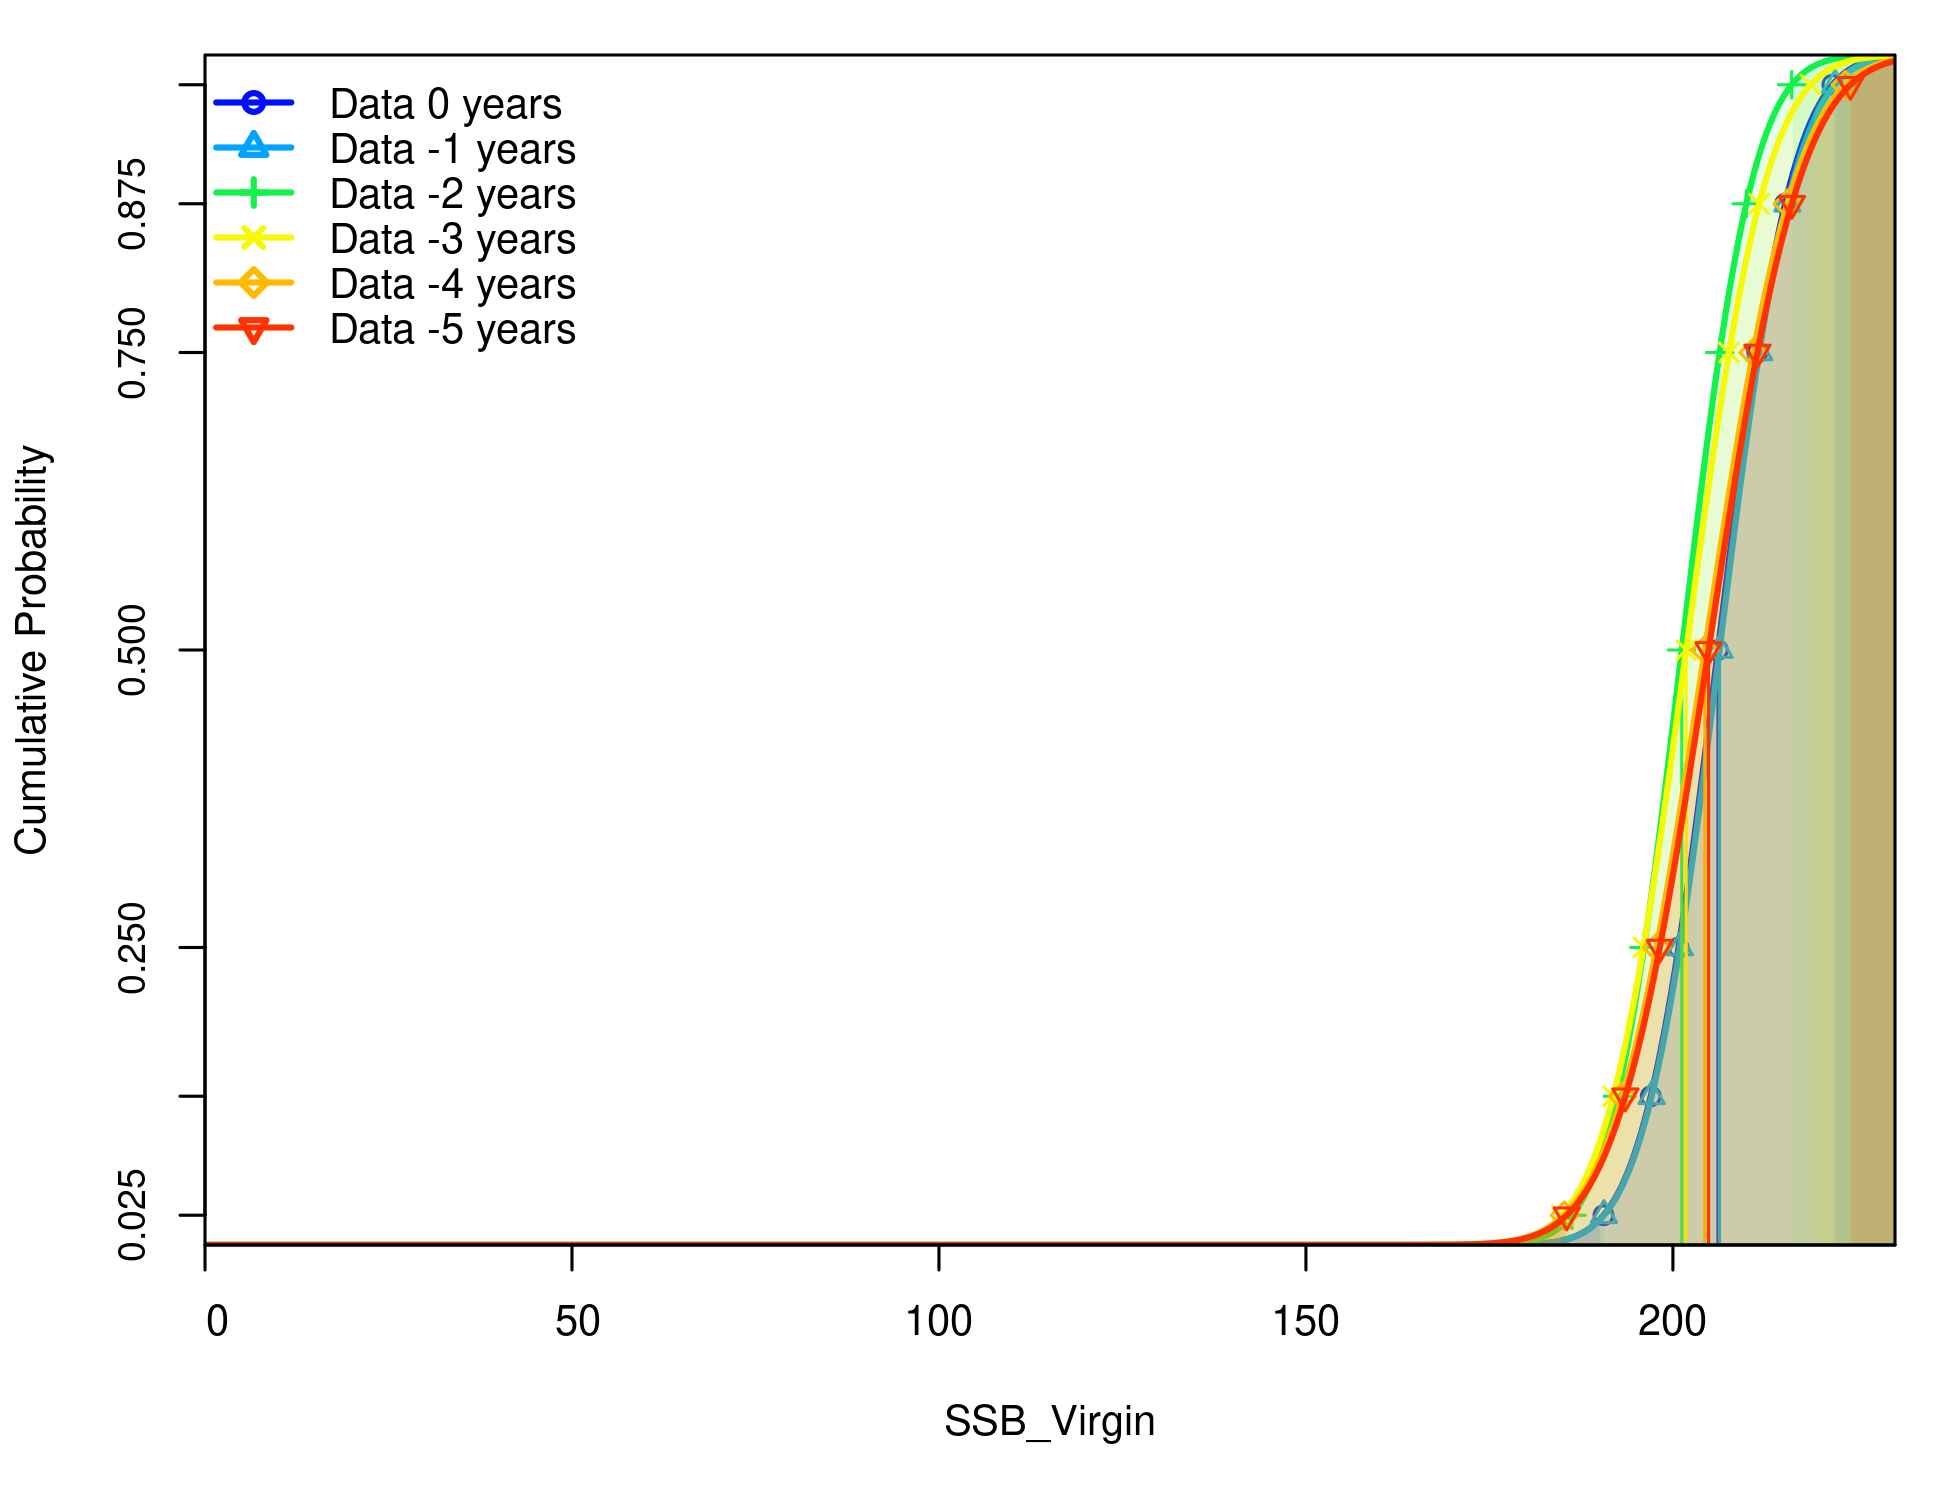 Data 0 years
Data -1 years
Data -2 years
Data -3 years
Data -4 years
Data -5 years
Cumulative Probability
0.875
0.750
0.500
0.250
0.025
0
50
100
150
200
SSB_Virgin